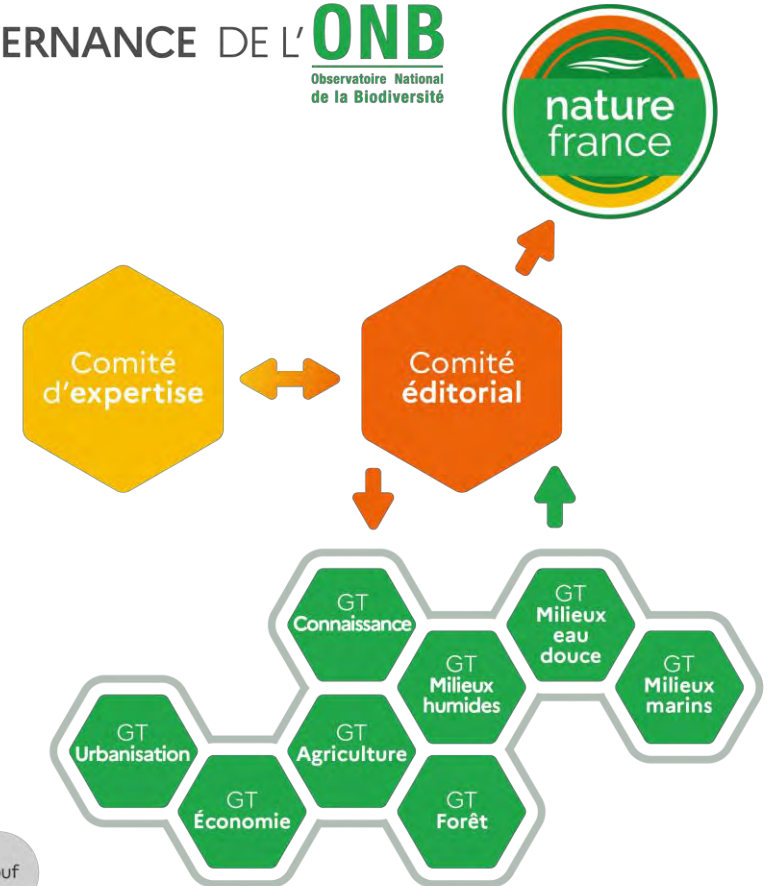 ERNANCE DE L'ONB
Observatoire National
de la Biodiversité
nature
france
Comité
d'expertise
Comité
éditorial
GT
Connaissance
GT
Milieux
eau
douce
GT
Milieux
humides
GT
Milieux
marins
GT
Urbanisation
GT
Agriculture
GT
Économie
GT
Forêt
uf